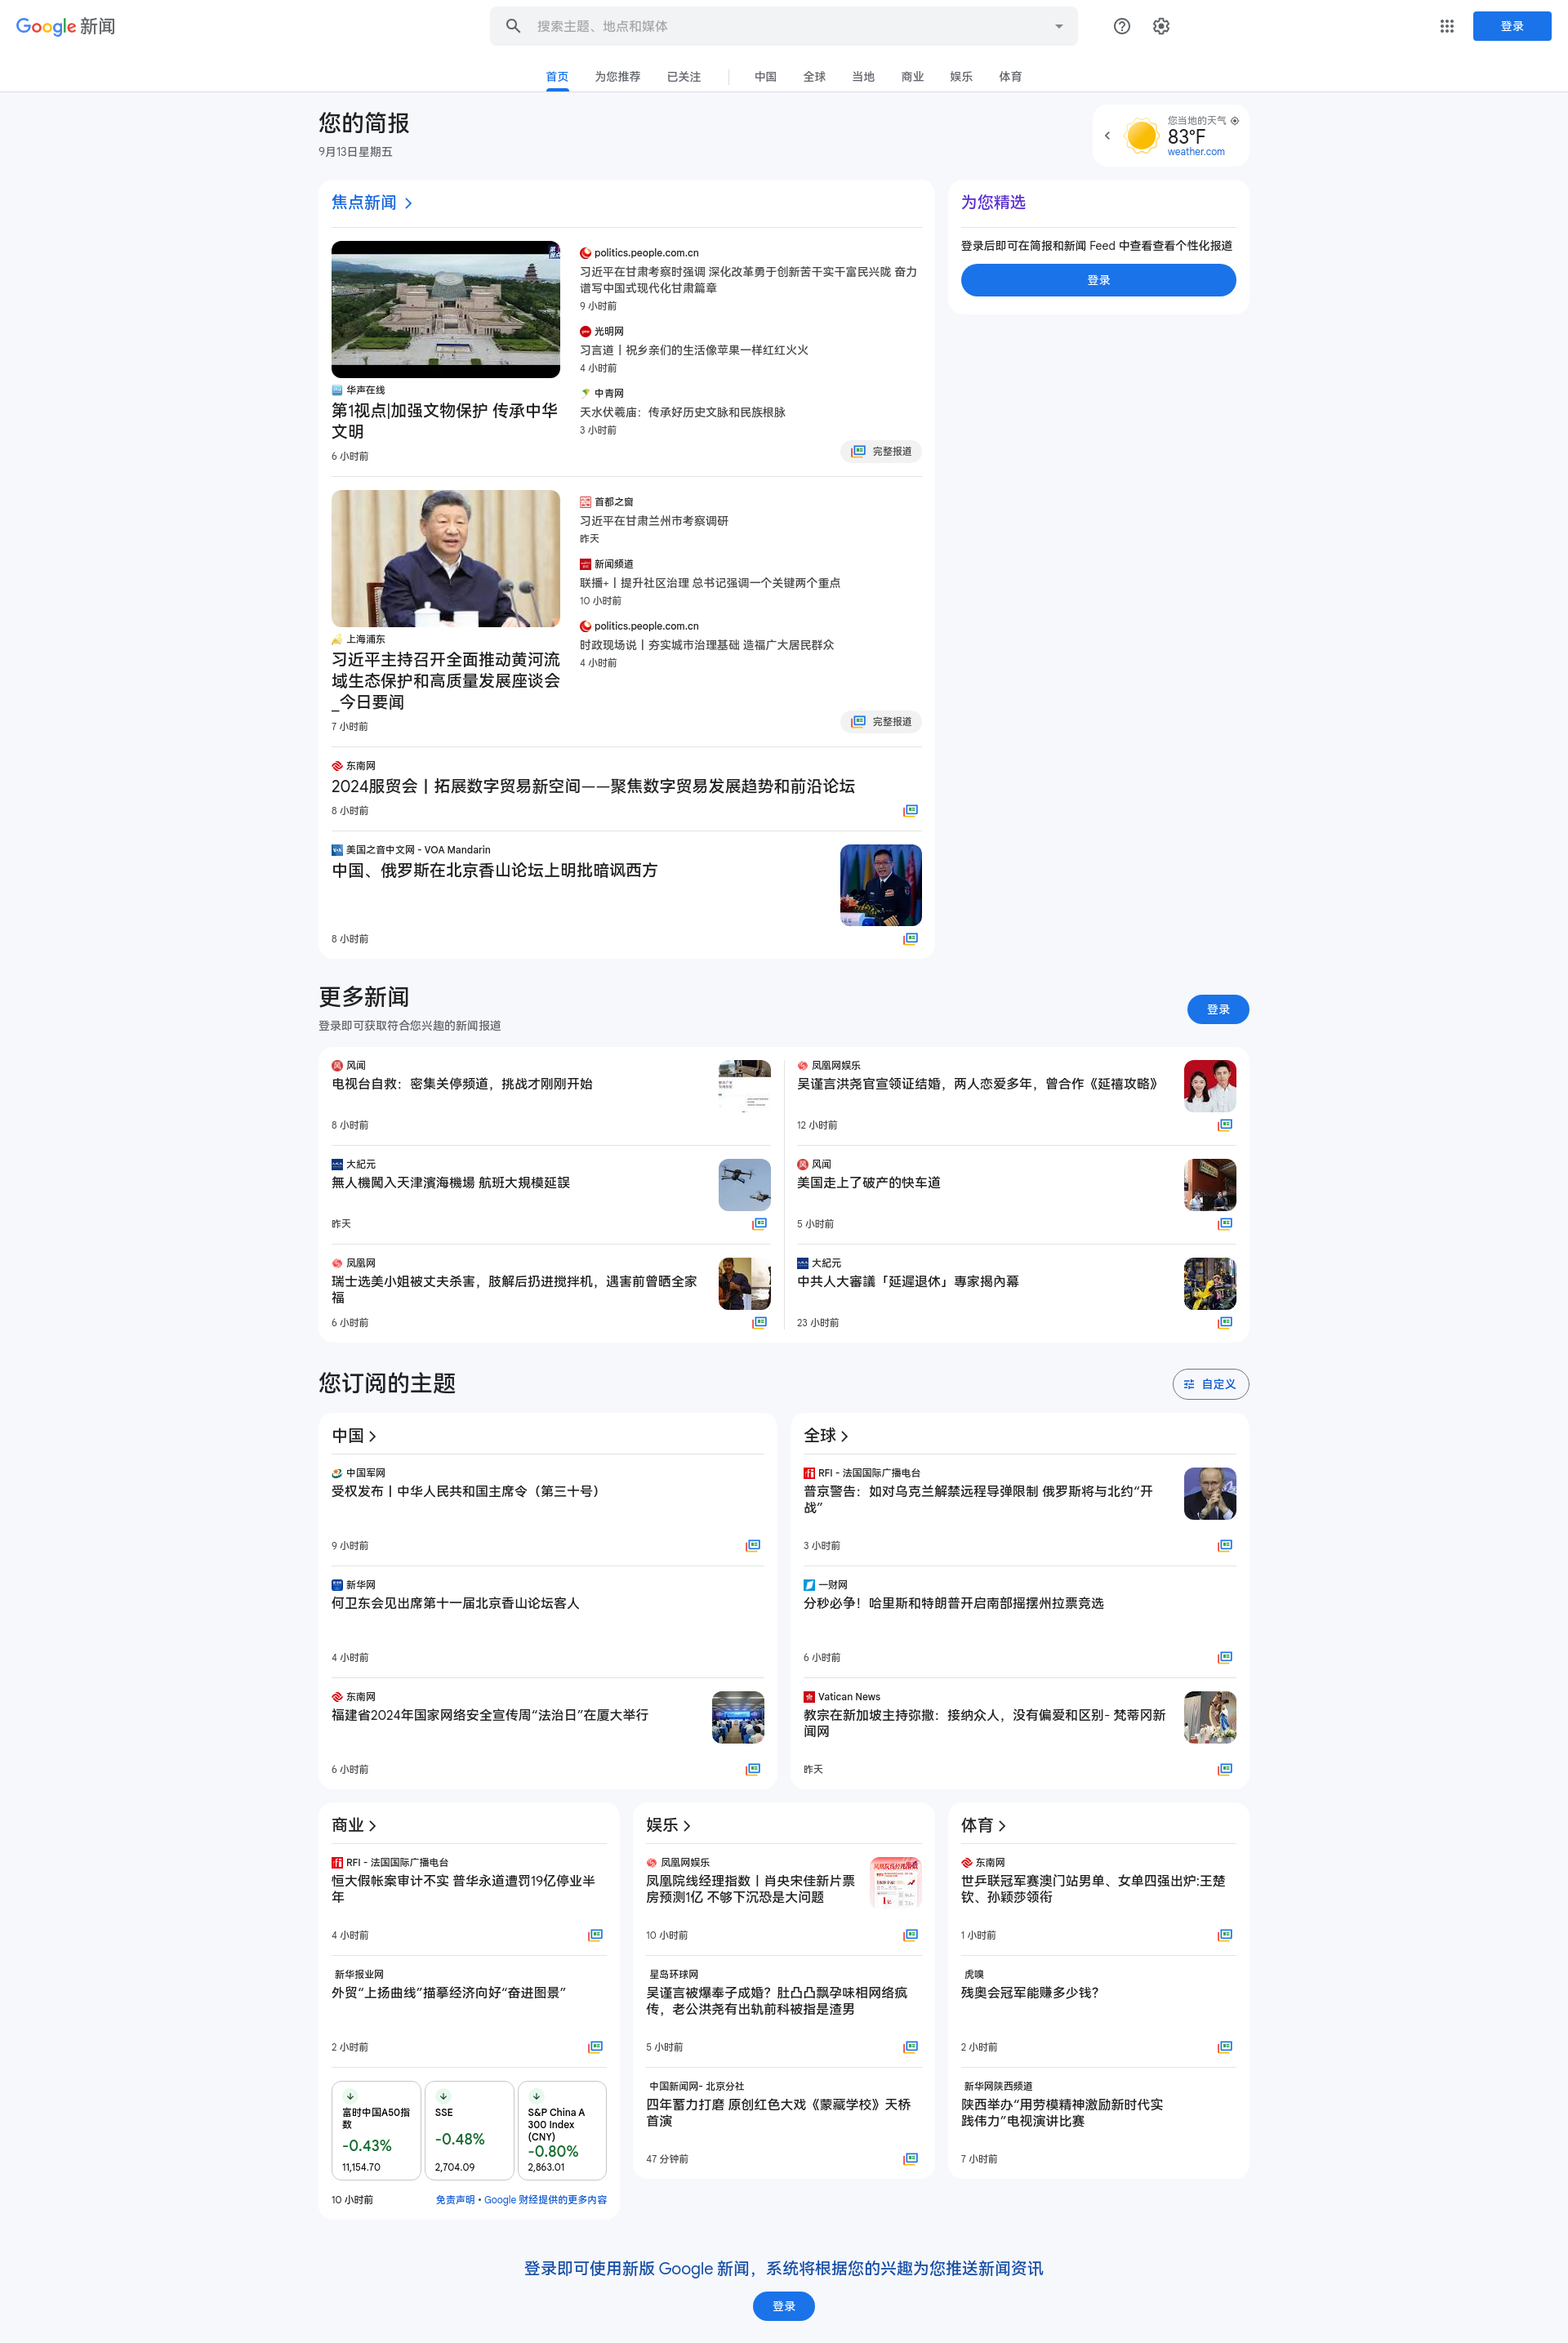 Google 新闻
搜索主题、地点和媒体
登录
首页
为您推荐
已关注
中国
全球
当地
商业
娱乐
体育
您的简报
9月13日星期五
您当地的天气
83°F
weather.com
焦点新闻
华声在线
第1视点|加强文物保护 传承中华
文明
6 小时前
politics.people.com.cn
习近平在甘肃考察时强调 深化改革勇于创新苦干实干富民兴陇 奋力
谱写中国式现代化甘肃篇章
9 小时前
光明网
习言道丨祝乡亲们的生活像苹果一样红红火火
4 小时前
中青网
天水伏羲庙：传承好历史文脉和民族根脉
3 小时前
完整报道
上海浦东
习近平主持召开全面推动黄河流
域生态保护和高质量发展座谈会
_今日要闻
7 小时前
首都之窗
习近平在甘肃兰州市考察调研
昨天
新闻频道
联播+丨提升社区治理 总书记强调一个关键两个重点
10 小时前
politics.people.com.cn
时政现场说丨夯实城市治理基础 造福广大居民群众
4 小时前
完整报道
东南网
2024服贸会丨拓展数字贸易新空间——聚焦数字贸易发展趋势和前沿论坛
8 小时前
美国之音中文网 - VOA Mandarin
中国、俄罗斯在北京香山论坛上明批暗讽西方
8 小时前
为您精选
登录后即可在简报和新闻 Feed 中查看查看个性化报道
登录
更多新闻
登录即可获取符合您兴趣的新闻报道
登录
风闻
电视台自救：密集关停频道，挑战才刚刚开始
8 小时前
大紀元
無人機闖入天津濱海機場 航班大規模延誤
昨天
凤凰网
瑞士选美小姐被丈夫杀害，肢解后扔进搅拌机，遇害前曾晒全家
福
6 小时前
凤凰网娱乐
吴谨言洪尧官宣领证结婚，两人恋爱多年，曾合作《延禧攻略》
12 小时前
风闻
美国走上了破产的快车道
5 小时前
大紀元
中共人大審議「延遲退休」專家揭內幕
23 小时前
您订阅的主题
自定义
中国
中国军网
受权发布丨中华人民共和国主席令（第三十号）
9 小时前
新华网
何卫东会见出席第十一届北京香山论坛客人
4 小时前
东南网
福建省2024年国家网络安全宣传周“法治日”在厦大举行
6 小时前
全球
RFI - 法国国际广播电台
普京警告：如对乌克兰解禁远程导弹限制 俄罗斯将与北约“开
战”
3 小时前
一财网
分秒必争！哈里斯和特朗普开启南部摇摆州拉票竞选
6 小时前
Vatican News
教宗在新加坡主持弥撒：接纳众人，没有偏爱和区别- 梵蒂冈新
闻网
昨天
商业
RFI - 法国国际广播电台
恒大假帐案审计不实 普华永道遭罚19亿停业半
年
4 小时前
新华报业网
外贸“上扬曲线”描摹经济向好“奋进图景”
2 小时前
富时中国A50指
数
-0.43%
11,154.70
SSE
-0.48%
2,704.09
S&P China A
300 Index
(CNY)
-0.80%
2,863.01
10 小时前
免责声明 • Google 财经提供的更多内容
娱乐
凤凰网娱乐
凤凰院线经理指数丨肖央宋佳新片票
房预测1亿 不够下沉恐是大问题
10 小时前
星岛环球网
吴谨言被爆奉子成婚？肚凸凸飘孕味相网络疯
传，老公洪尧有出轨前科被指是渣男
5 小时前
中国新闻网- 北京分社
四年蓄力打磨 原创红色大戏《蒙藏学校》天桥
首演
47 分钟前
体育
东南网
世乒联冠军赛澳门站男单、女单四强出炉:王楚
钦、孙颖莎领衔
1 小时前
虎嗅
残奥会冠军能赚多少钱？
2 小时前
新华网陕西频道
陕西举办“用劳模精神激励新时代实
践伟力”电视演讲比赛
7 小时前
登录即可使用新版 Google 新闻，系统将根据您的兴趣为您推送新闻资讯
登录